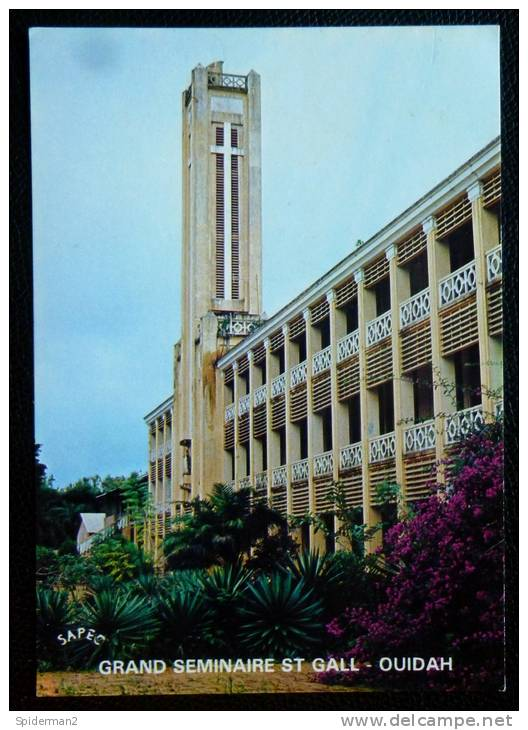 SAPEC
GRAND SEMINAIRE ST GALL - OUIDAH
Spiderman2
www.delcampe.net